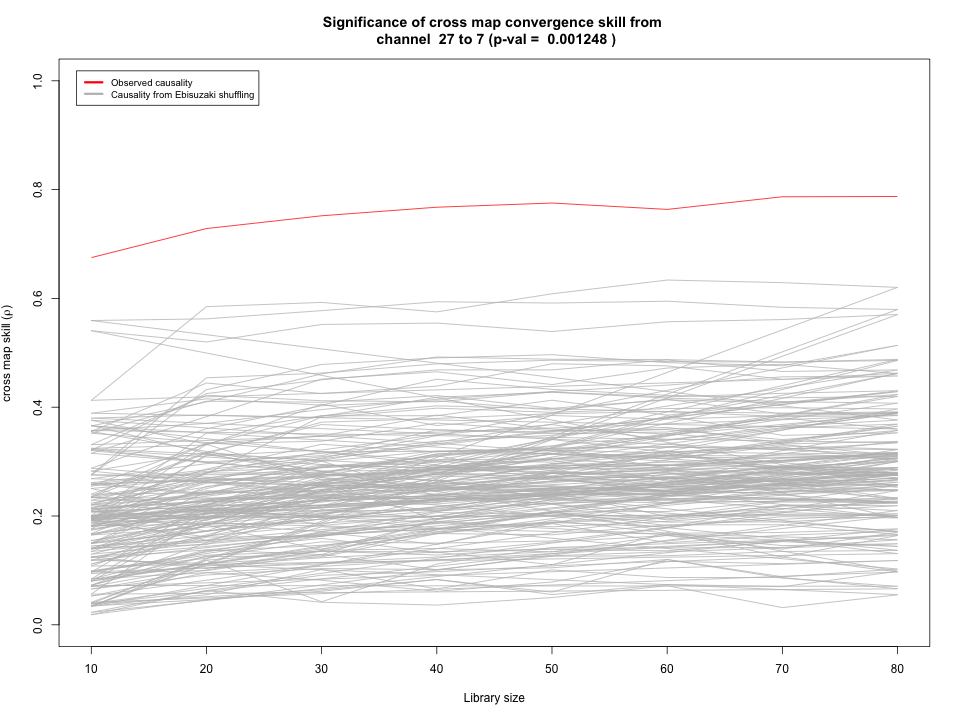 Significance of cross map convergence skill from
channel  27 to 7 (p-val =  0.001248 )
Observed causality
Causality from Ebisuzaki shuffling
1.0
0.8
0.6
0.4
0.2
0.0
cross map skill (ρ)
10 20 30 40 50 60 70 80
Library size